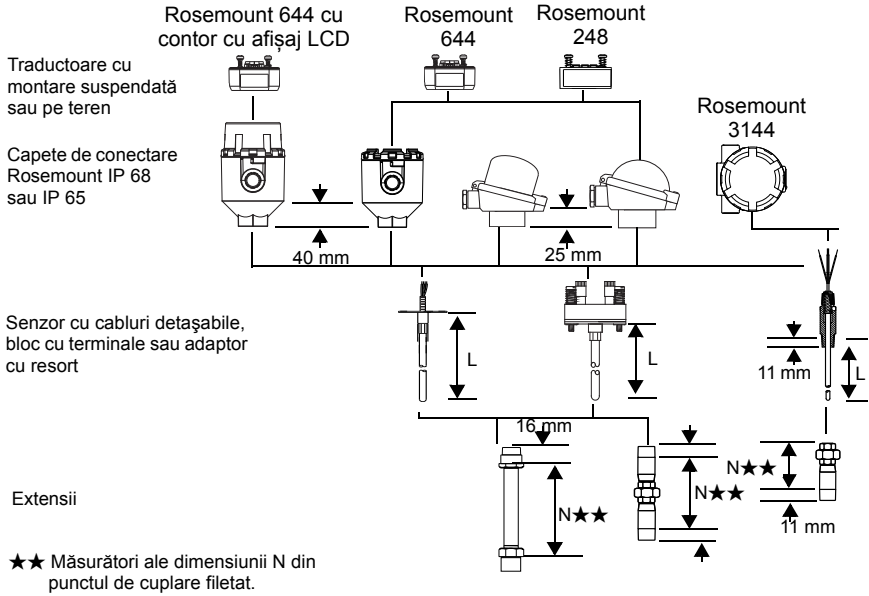 Rosemount 644 cu
contor cu afișaj LCD
Rosemount
644
Rosemount
248
Traductoare cu
montare suspendată
sau pe teren
Rosemount
3144
Capete de conectare
Rosemount IP 68
sau IP 65
40 mm
25 mm
Senzor cu cabluri detaşabile,
bloc cu terminale sau adaptor
cu resort
L
L
11 mm
L
16 mm
N★★
N★★
N★★
11 mm
Extensii
★★ Măsurători ale dimensiunii N din
punctul de cuplare filetat.